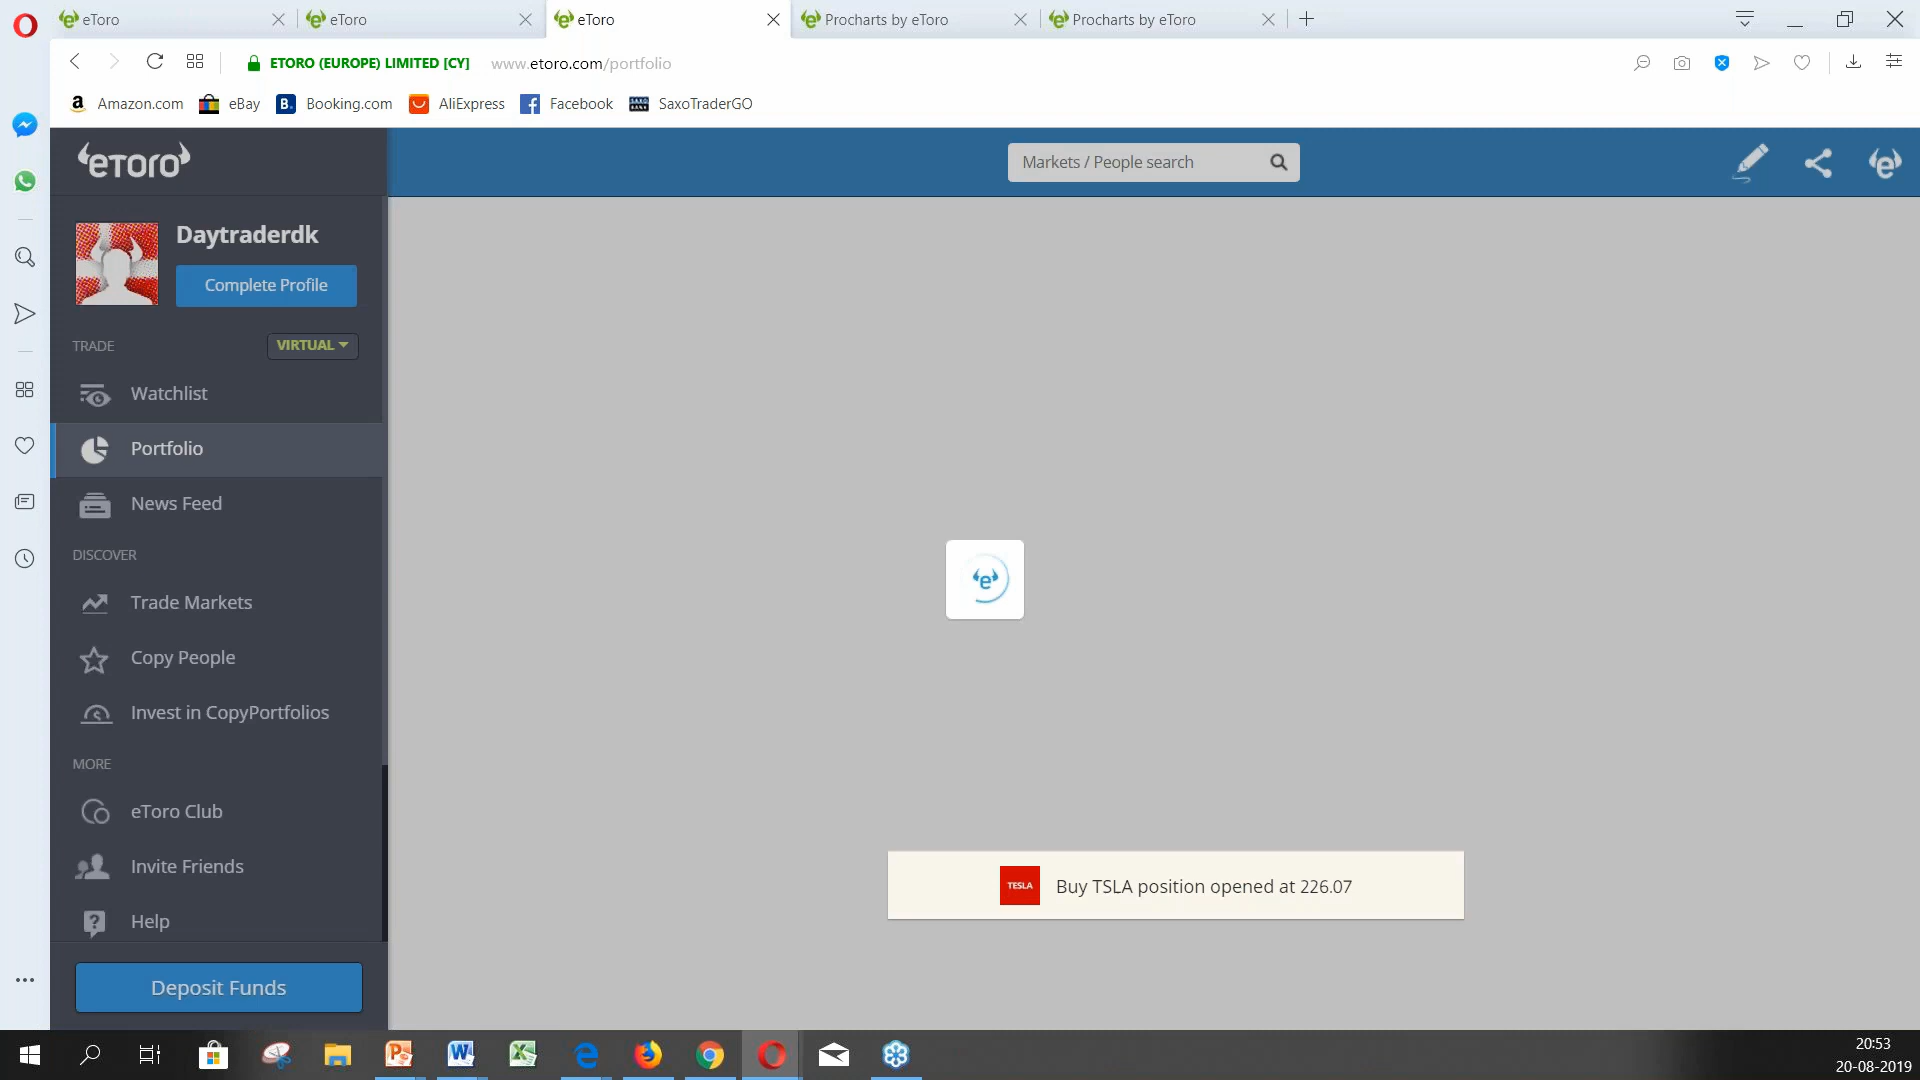 eToro
eToro
eToro
Procharts by eToro
Procharts by eToro
ETORO (EUROPE) LIMITED [CY]
www.etoro.com/portfolio
a
Amazon.com
eBay
B.
Booking.com
AliExpress
Facebook
SaxoTraderGO
eTORO
Markets / People search
Daytraderdk
Complete Profile
TRADE
VIRTUAL
Watchlist
Portfolio
News Feed
DISCOVER
Trade Markets
Copy People
Invest in CopyPortfolios
MORE
eToro Club
Invite Friends
Help
Deposit Funds
e
TESLA
Buy TSLA position opened at 226.07
20:53
20-08-2019